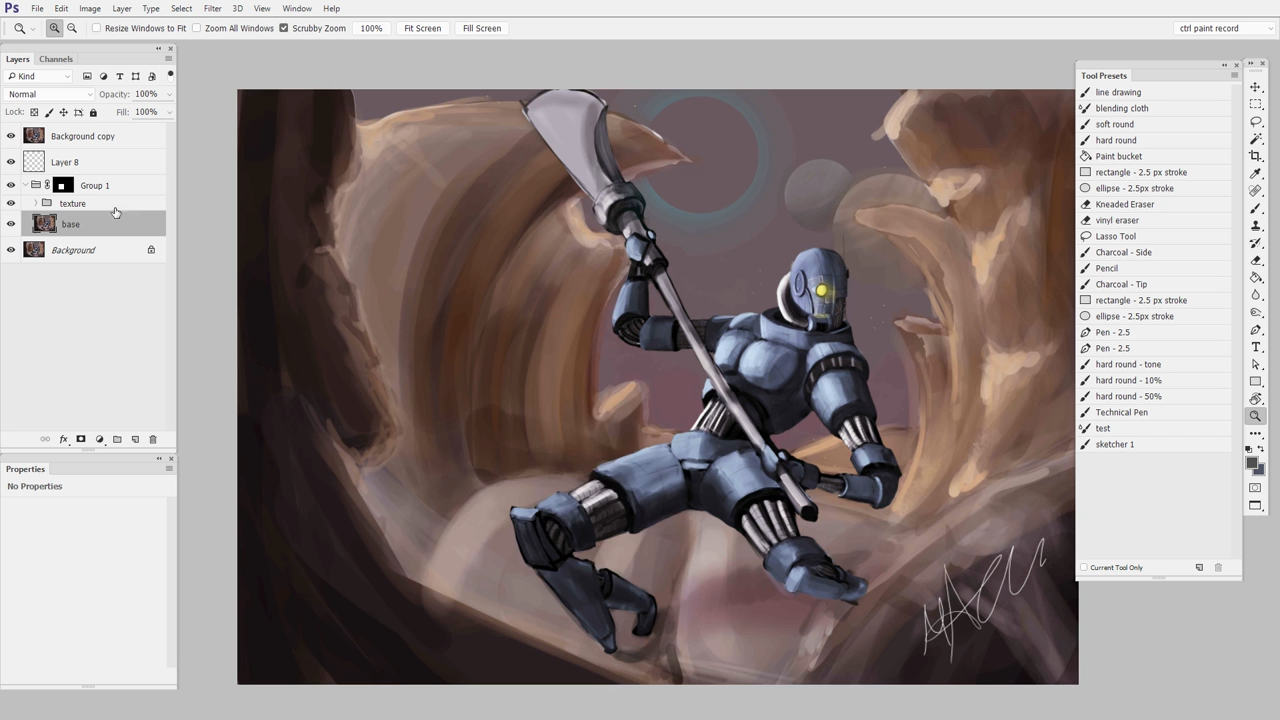 Ps File Edit Image Layer Type Select Filter 3D View Window Help
Resize Windows to Fit Zoom All Windows Scrubby Zoom 100% Fit Screen Fill Screen ctrl paint record
Layers Channels
Kind
Normal Opacity: 100%
Lock: Fill: 100%
Background copy
Layer 8
Group 1
texture
base
Background
fx
Properties
No Properties
Tool Presets
line drawing
blending cloth
soft round
hard round
Paint bucket
rectangle - 2.5 px strokes
ellipse - 2.5px strokes
Kneaded Eraser
vinyl eraser
Lasso Tool
Charcoal - Side
Pencil
Charcoal - Tip
rectangle - 2.5 px strokes
ellipse - 2.5px strokes
Pen - 2.5
Pen - 2.5
hard round - tone
hard round - 10%
hard round - 50%
Technical Pen
test
sketcher 1
Current Tool Only